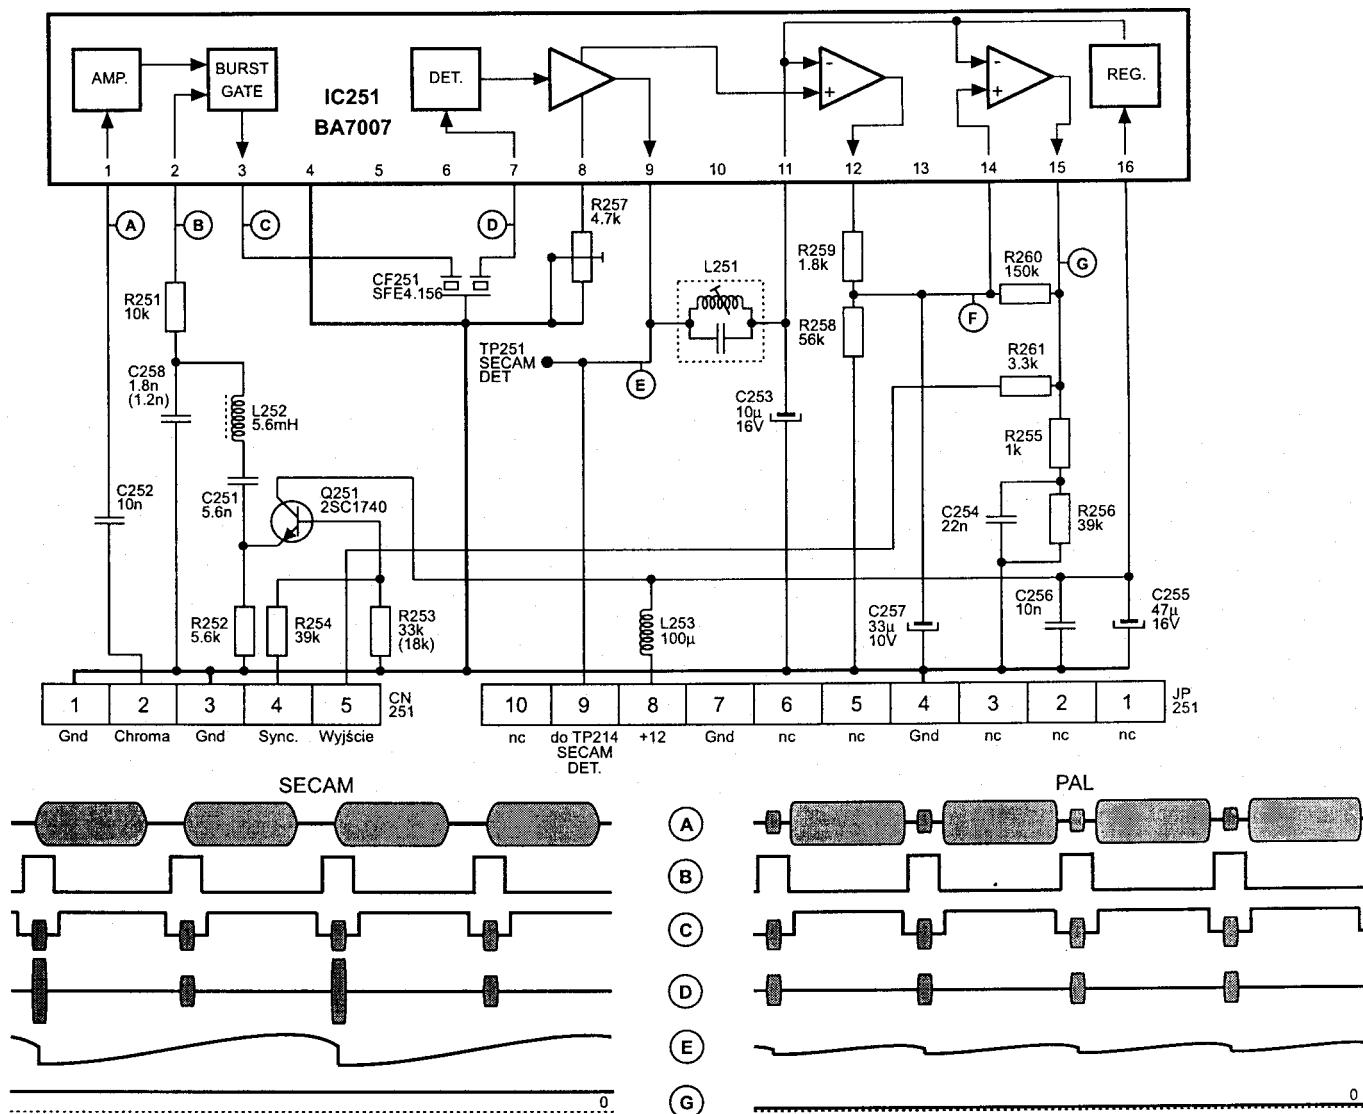 AMP.
BURST
GATE
IC251
BA7007
DET.
-
+
-
+
REG.
1 2 3 4 5 6 7 8 9 10 11 12 13 14 15 16
A
B
C
D
R257
4.7k
CF251
SFE4.156
L251
R259
1.8k
R260
150k
G
F
R251
10k
R258
56k
TP251
SECAM
DET
E
R261
3.3k
C258
1.8n
(1.2n)
L252
5.6mH
C253
10µ
16V
R255
1k
C252
10n
C251
5.6n
Q251
2SC1740
C254
22n
R256
39k
R252
5.6k
R254
39k
R253
33k
(18k)
L253
100µ
C257
33µ
10V
C256
10n
C255
47µ
16V
1 2 3 4 5
CN
251
Gnd Chroma Gnd Sync. Wyjście
10 9 8 7 6 5 4 3 2 1
JP
251
nc do TP214 +12 Gnd nc nc Gnd nc nc nc
SECAM
DET.
SECAM
PAL
A
B
C
D
E
G
0
0